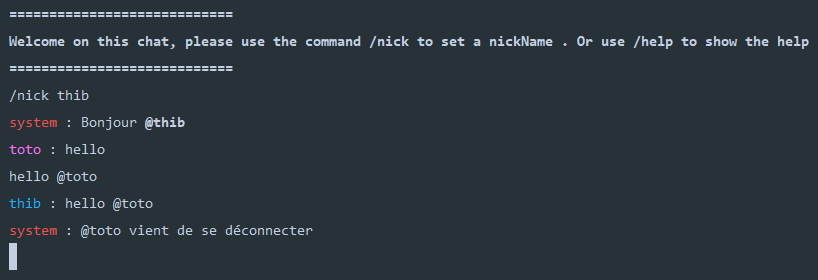 ============================
Welcome on this chat, please use the command /nick to set a nickName . Or use /help to show the help
============================
/nick thib
system : Bonjour @thib
toto : hello
hello @toto
thib : hello @toto
system : @toto vient de se déconnecter